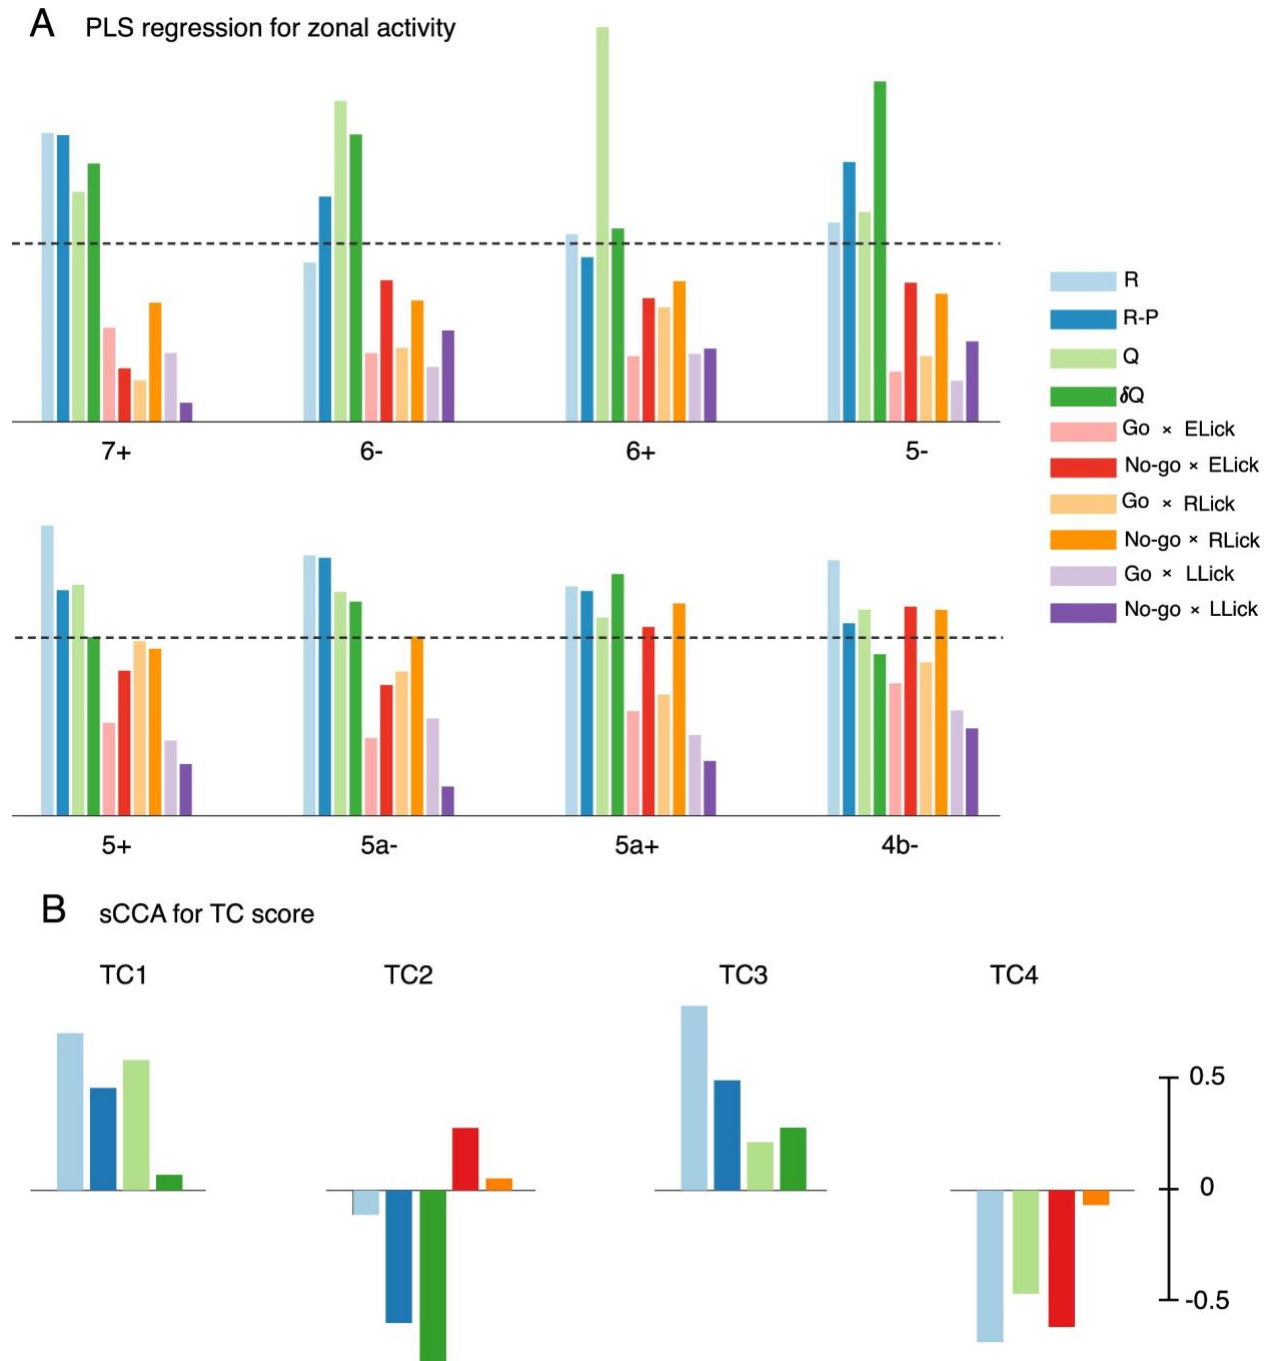 A PLS regression for zonal activity
R
R-P
Q
δQ
Go × ELick
No-go × ELick
Go × RLick
No-go × RLick
Go × LLick
No-go × LLick
7+ 6- 6+ 5-
5+ 5a- 5a+ 4b-
B sCCA for TC score
TC1 TC2 TC3 TC4
0.5
0
-0.5